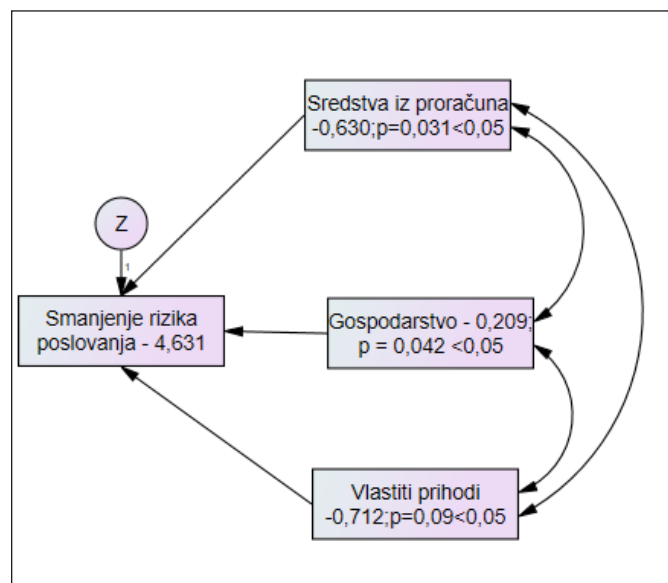 Sredstva iz proračuna
-0,630;p=0,031<0,05
Z
1
Smanjenje rizika
poslovanja - 4,631
Gospodarstvo - 0,209;
p = 0,042 <0,05
Vlastiti prihodi
-0,712;p=0,09<0,05